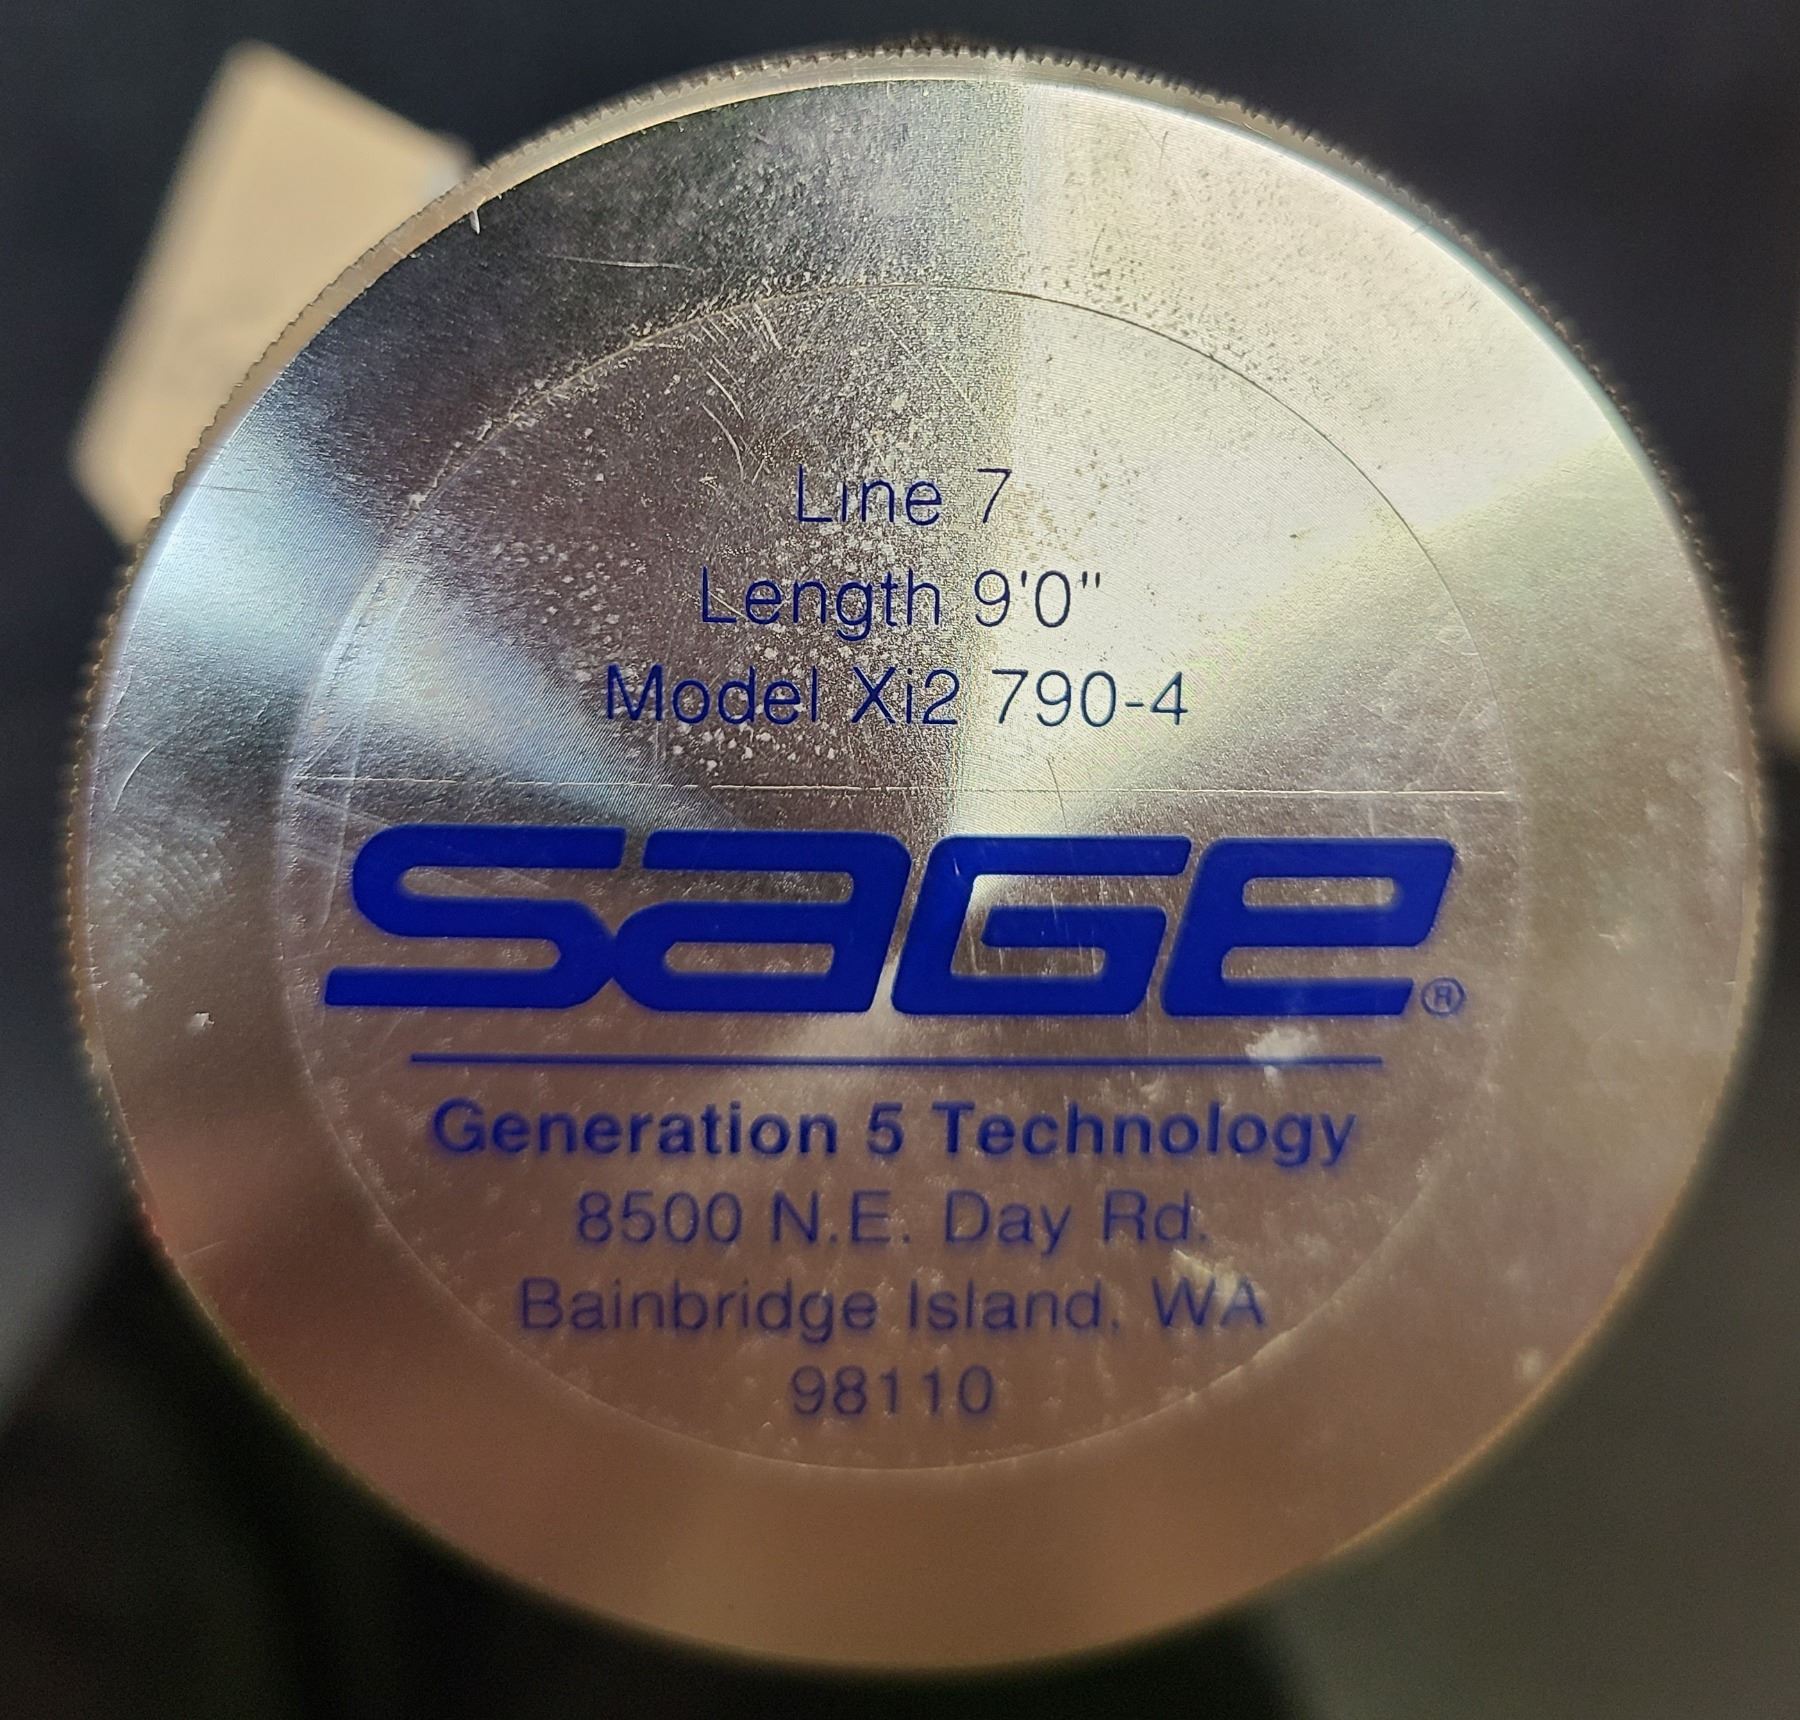 Line 7
Length 9'0"
Model Xi2 790-4
SAGE®
Generation 5 Technology
8500 N.E. Day Rd.
Bainbridge Island, WA
98110